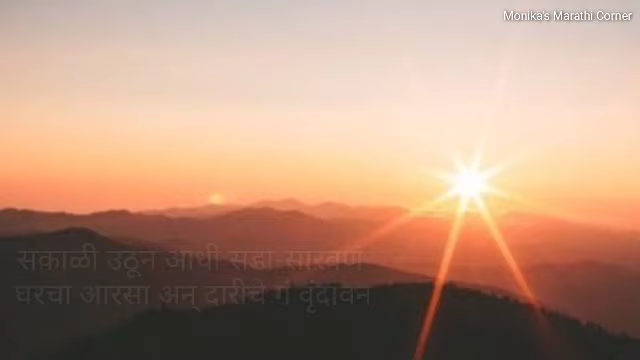 Monika's Marathi Corner
सकाळी उठून आधी सडा-सारवण
घरचा आरसा अन दारीचे ग वृंदावन